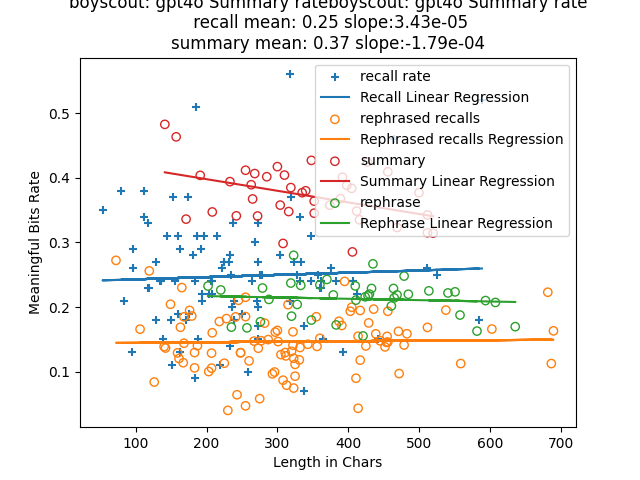 boyscout: gpt4o Summary rateboyscout: gpt4o Summary rate
recall mean: 0.25 slope:3.43e-05
summary mean: 0.37 slope:-1.79e-04
recall rate
Recall Linear Regression
rephrased recalls
Rephrased recalls Regression
summary
Summary Linear Regression
rephrase
Rephrase Linear Regression
Meaningful Bits Rate
0.5
0.4
0.3
0.2
0.1
100 200 300 400 500 600 700
Length in Chars